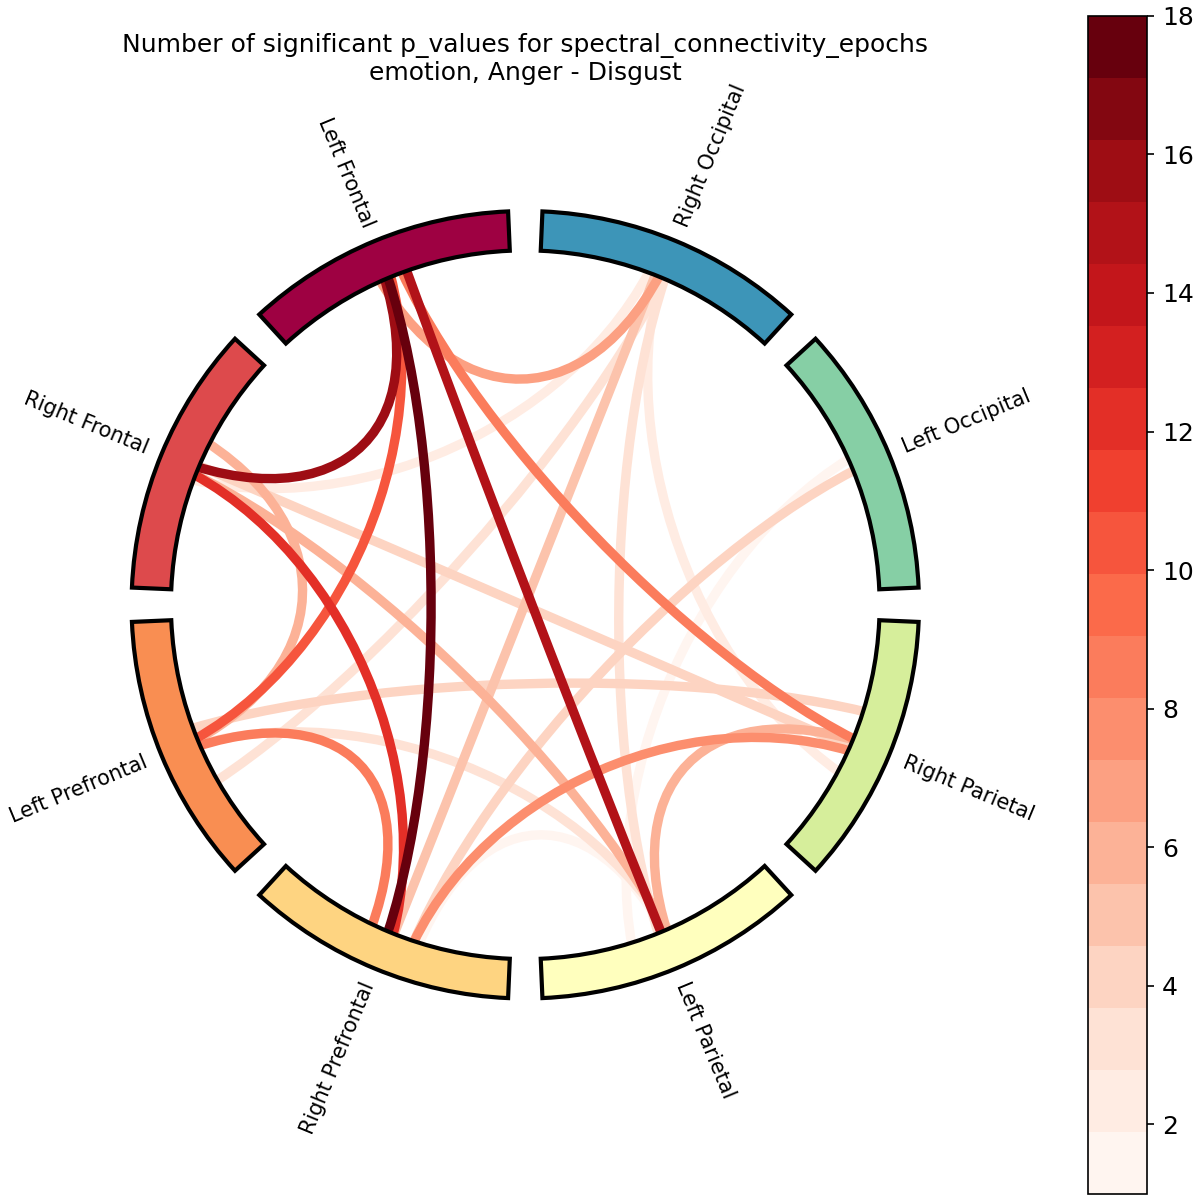 Number of significant p_values for spectral_connectivity_epochs
emotion, Anger - Disgust
Left Frontal
Right Occipital
Right Frontal
Left Occipital
Left Prefrontal
Right Parietal
Right Prefrontal
Left Parietal
18
16
14
12
10
8
6
4
2